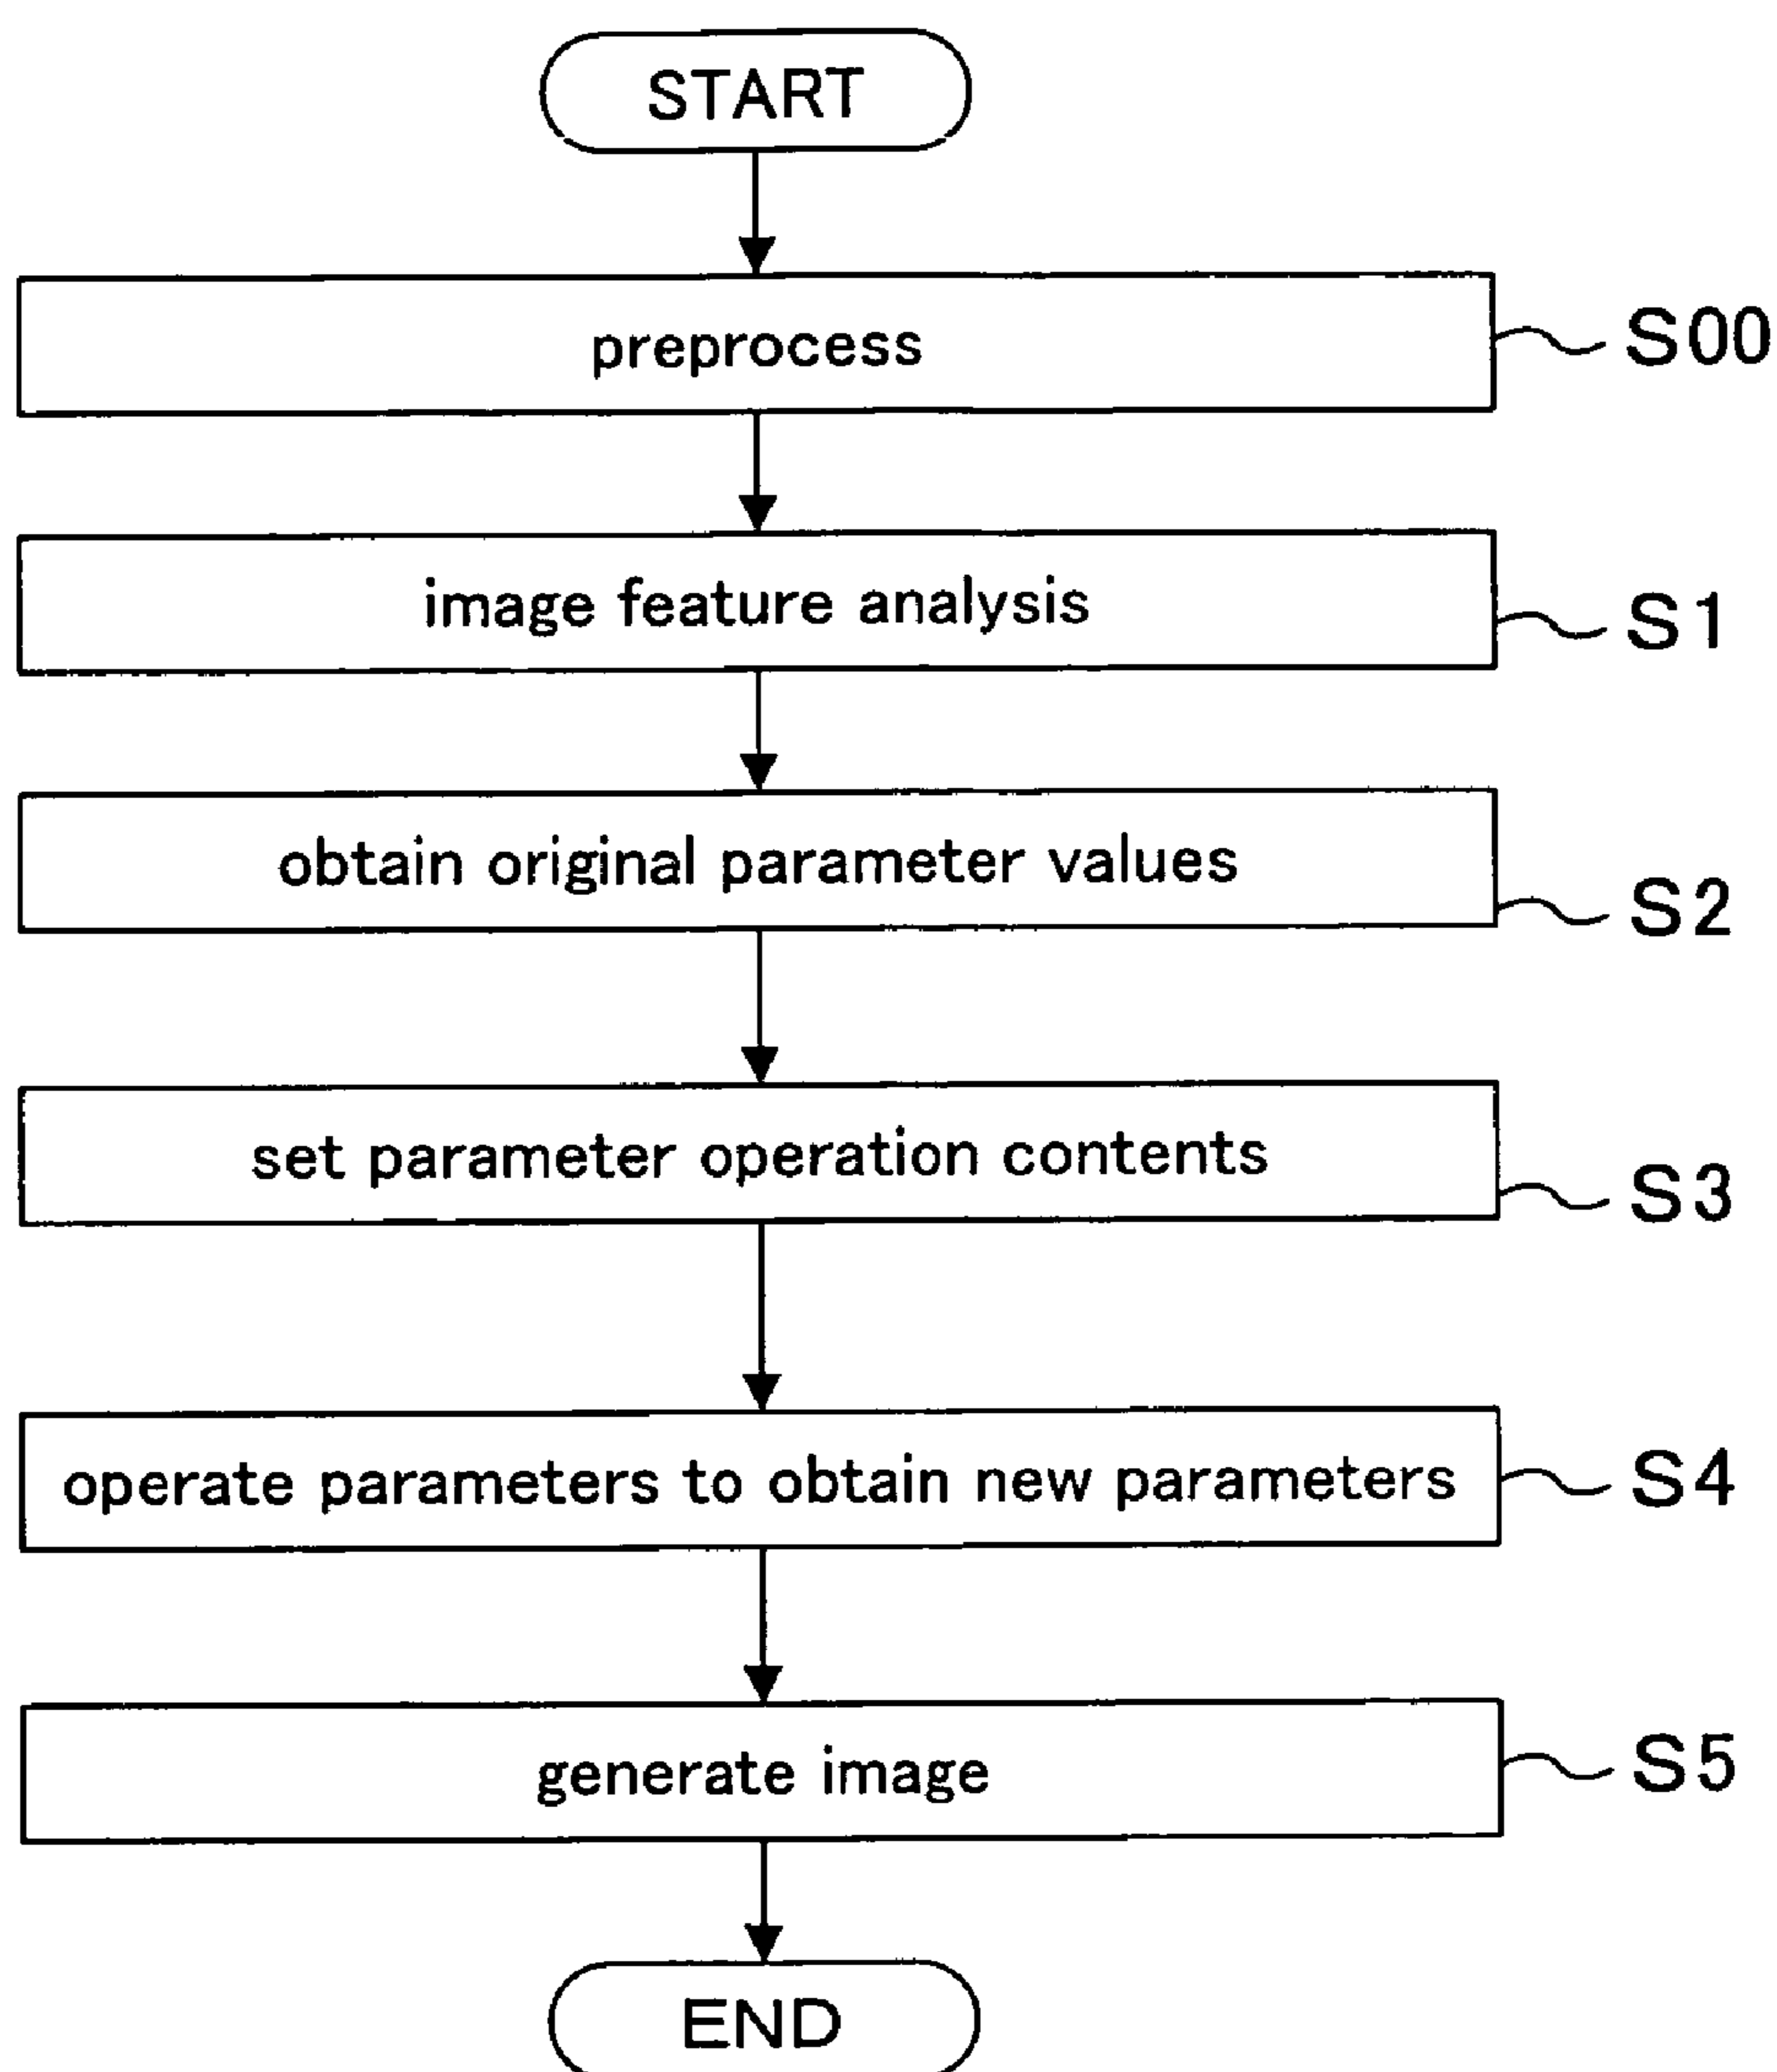 START
preprocess S00
image feature analysis S1
obtain original parameter values S2
set parameter operation contents S3
operate parameters to obtain new parameters S4
generate image S5
END